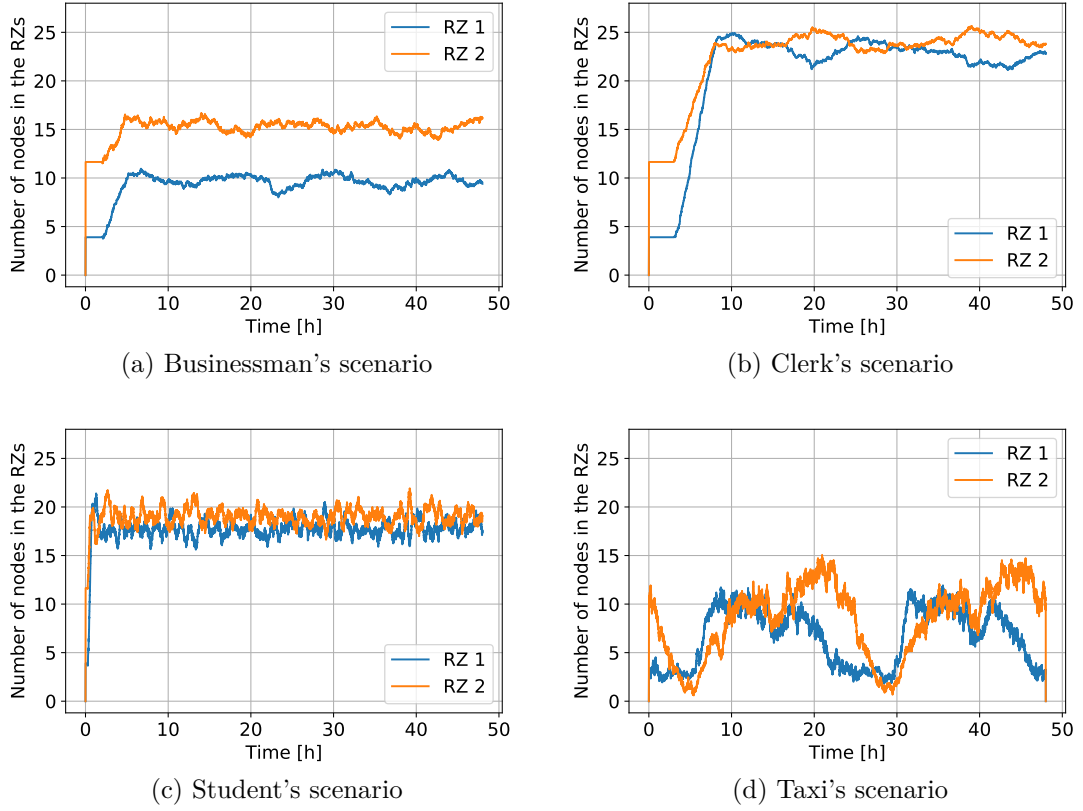 Number of nodes in the RZs
25
20
15
10
5
0
RZ 1
RZ 2
0 10 20 30 40 50
Time [h]
(a) Businessman's scenario
Number of nodes in the RZs
25
20
15
10
5
0
RZ 1
RZ 2
0 10 20 30 40 50
Time [h]
(b) Clerk's scenario
Number of nodes in the RZs
25
20
15
10
5
0
RZ 1
RZ 2
0 10 20 30 40 50
Time [h]
(c) Student's scenario
Number of nodes in the RZs
25
20
15
10
5
0
RZ 1
RZ 2
0 10 20 30 40 50
Time [h]
(d) Taxi's scenario